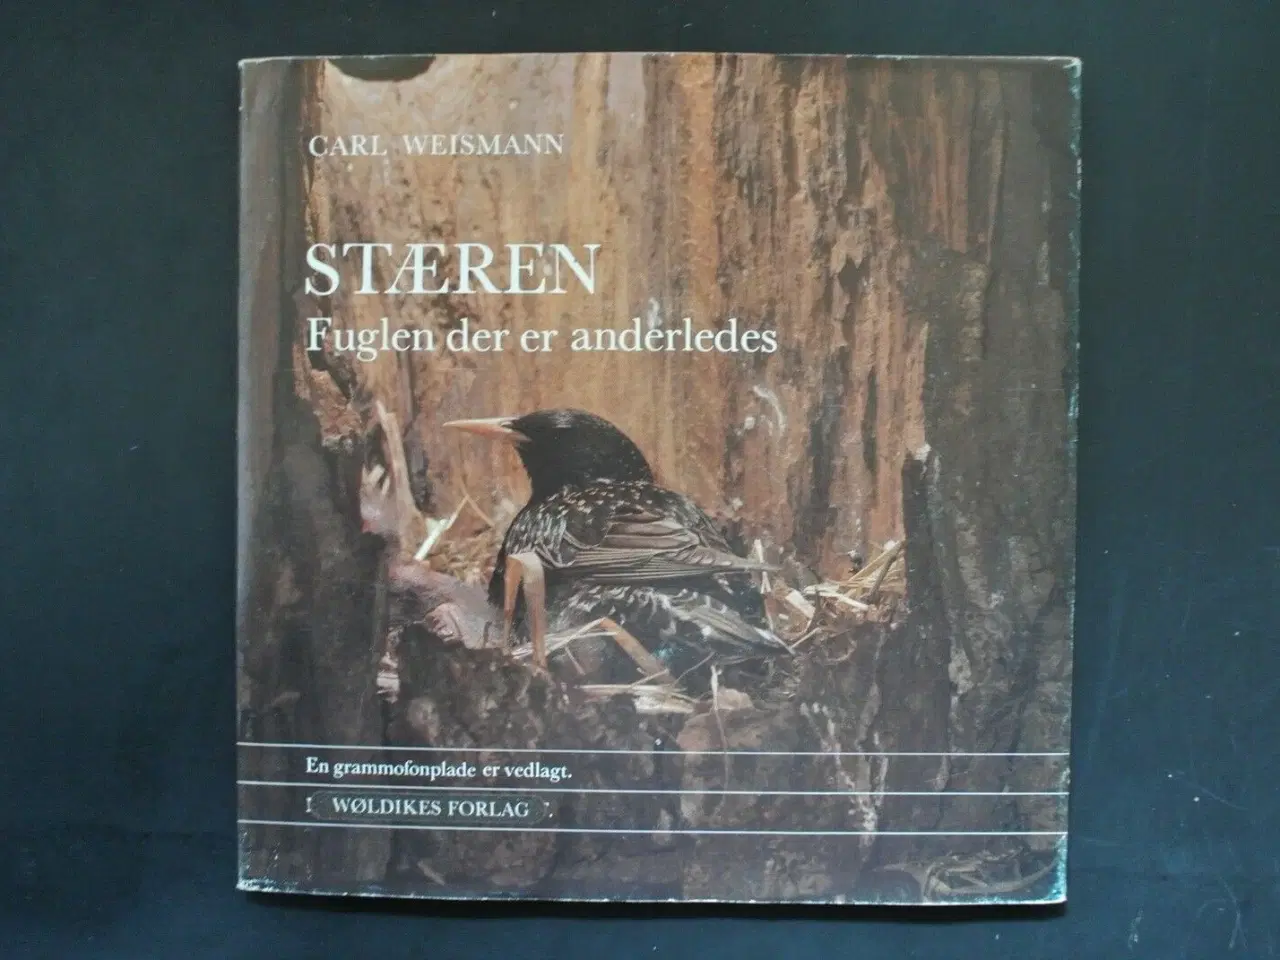 CARL WEISMANN
STÆREN
Fuglen der er anderledes
En grammofonplade er vedlagt.
WØLDIKES FORLAG